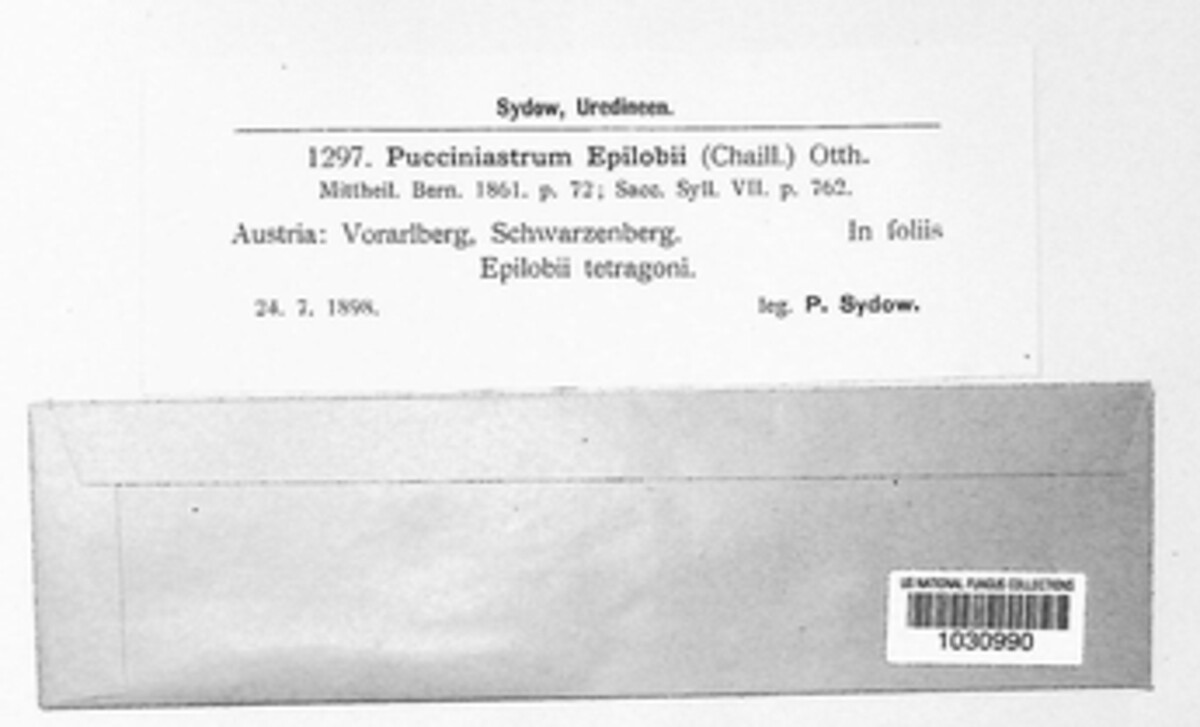 Sydow, Uredineen.
1297. Pucciniastrum Epilobii (Chaill.) Otth.
Mittheil. Bern. 1861. p. 72; Sacc. Syll. VII. p. 762.
Austria: Vorarlberg, Schwarzenberg. In foliis
Epilobii tetragoni.
24. 7. 1898. leg. P. Sydow.
US NATIONAL FUNGUS COLLECTIONS
1030990